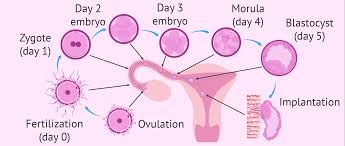 Day 2
embryo
Day 3
embryo
Morula
(day 4)
Blastocyst
(day 5)
Zygote
(day 1)
Implantation
Fertilization
(day 0)
Ovulation